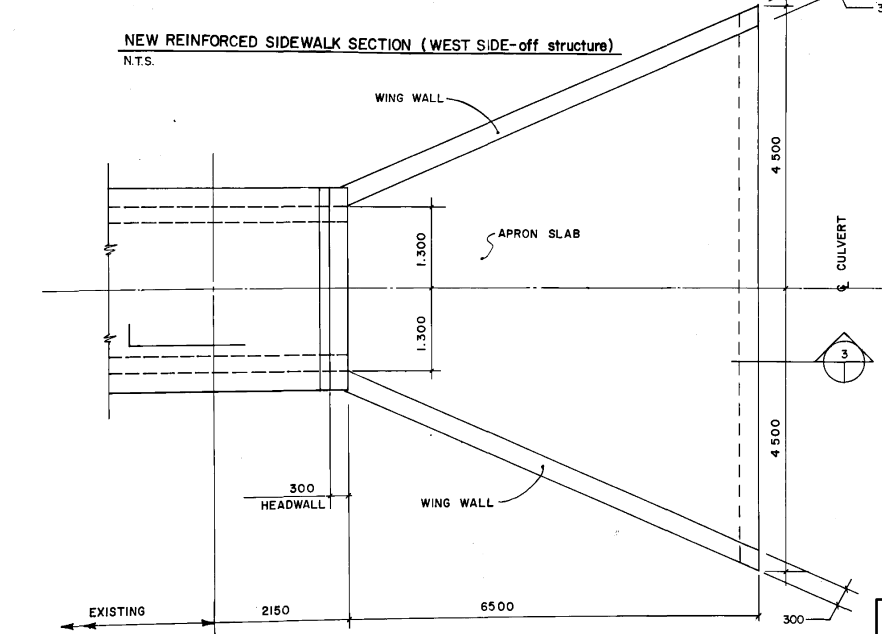 NEW REINFORCED SIDEWALK SECTION (WEST SIDE-off structure)
N.T.S.
WING WALL
4 500
1.300
APRON SLAB
℄ CULVERT
1.300
3
4 500
300
HEADWALL
WING WALL
EXISTING
2150
6500
300